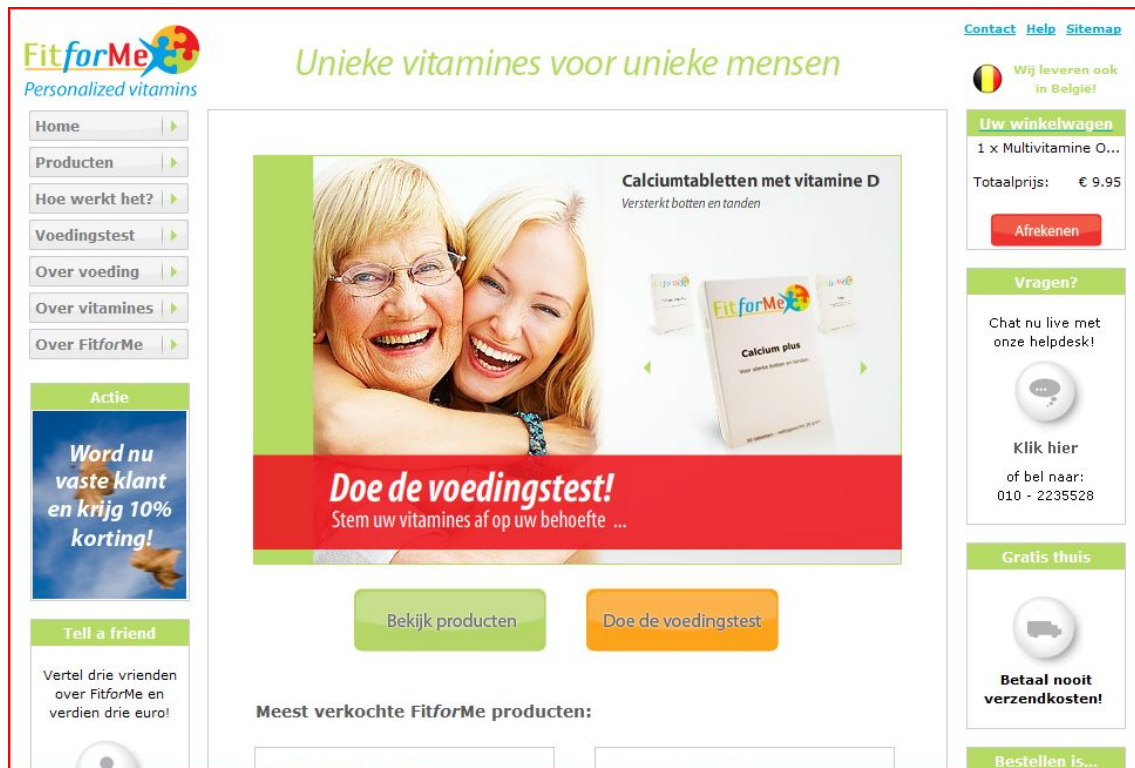 FitforMe
Personalized vitamins
Unieke vitamines voor unieke mensen
Contact Help Sitemap
Wij leveren ook
in België!
Home
Producten
Hoe werkt het?
Voedingstest
Over voeding
Over vitamines
Over FitforMe
Actie
Word nu
vaste klant
en krijg 10%
korting!
Tell a friend
Vertel drie vrienden
over FitforMe en
verdien drie euro!
Calciumtabletten met vitamine D
Versterkt botten en tanden
FitforMe
Calcium plus
Voor sterke botten en tanden
Doe de voedingstest!
Stem uw vitamines af op uw behoefte ...
Bekijk producten
Doe de voedingstest
Meest verkochte FitforMe producten:
Uw winkelwagen
1 x Multivitamine O...
Totaalprijs: € 9.95
Afrekenen
Vragen?
Chat nu live met
onze helpdesk!
Klik hier
of bel naar:
010 - 2235528
Gratis thuis
Betaal nooit
verzendkosten!
Bestellen is...